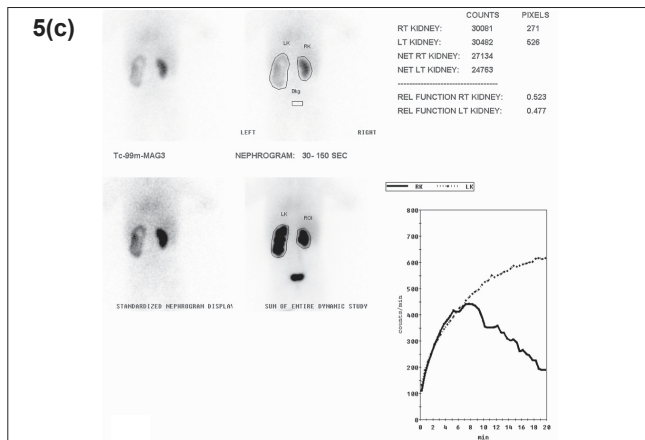 5(c)
COUNTS PIXELS
RT KIDNEY: 30081 271
LT KIDNEY: 30482 526
NET RT KIDNEY: 27134
NET LT KIDNEY: 24763
--------------------------------
REL FUNCTION RT KIDNEY: 0.523
REL FUNCTION LT KIDNEY: 0.477
LK RK
Bkg
LEFT RIGHT
Tc-99m-MAG3 NEPHROGRAM: 30- 150 SEC
LK ROI
STANDARDIZED NEPHROGRAM DISPLA
SUM OF ENTIRE DYNAMIC STUDY
RK LK
800
700
600
500
400
300
200
100
0
counts/min
0 2 4 6 8 10 12 14 16 18 20
min